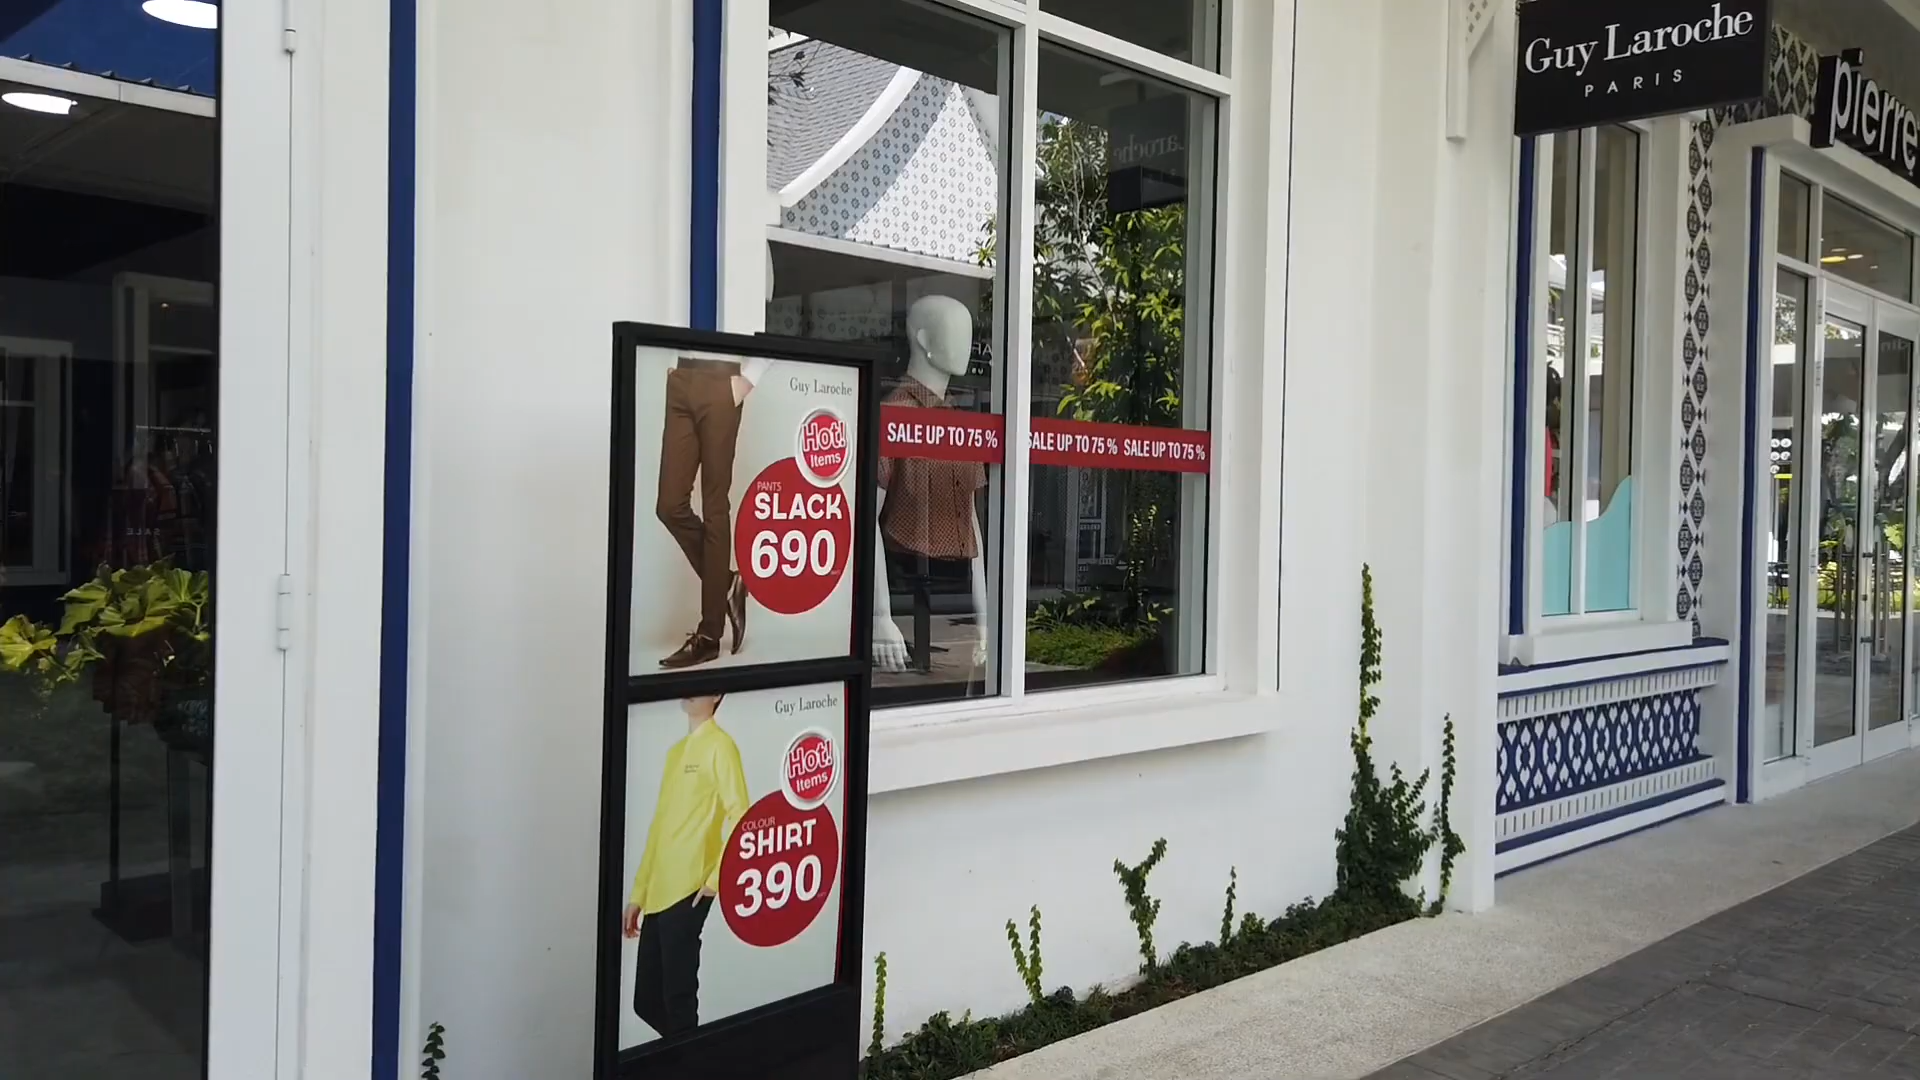 Guy Laroche
PARIS
pierre
Guy Laroche
Hot!
Items
PANTS
SLACK
690
SALE UP TO 75 %
SALE UP TO 75 % SALE UP TO 75 %
Guy Laroche
Hot!
Items
COLOUR
SHIRT
390
SALE